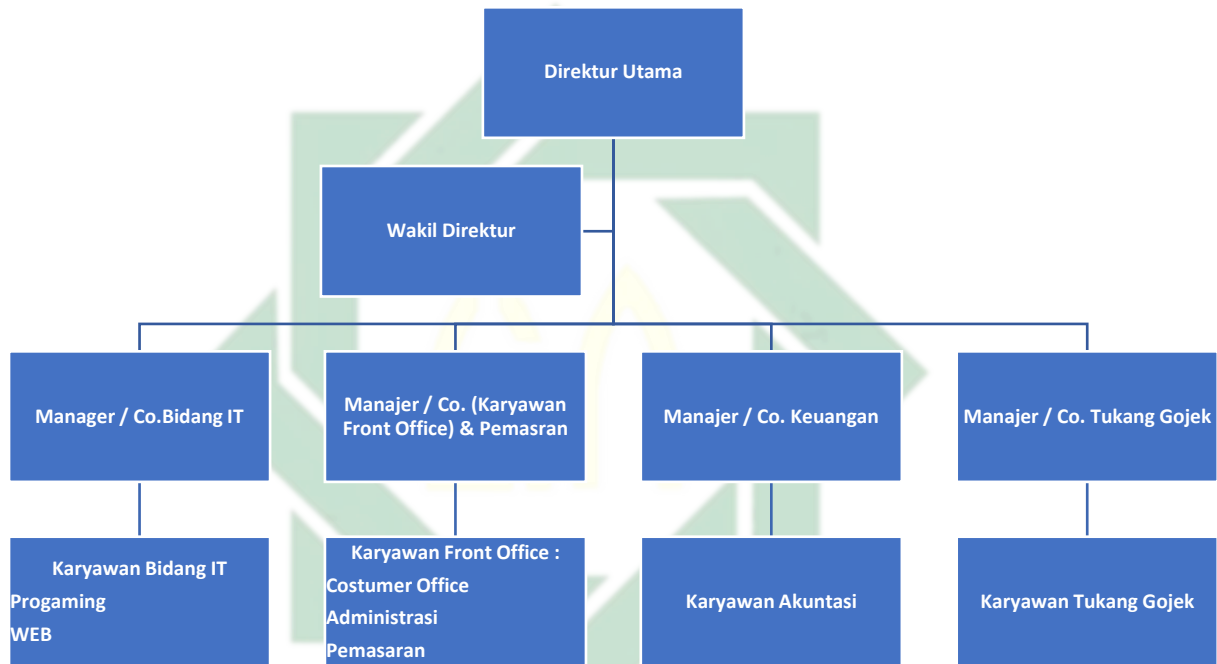 Direktur Utama
Wakil Direktur
Manager / Co.Bidang IT
Manajer / Co. (Karyawan
Front Office) & Pemasran
Manajer / Co. Keuangan
Manajer / Co. Tukang Gojek
Karyawan Bidang IT
Progaming
WEB
Karyawan Front Office :
Costumer Office
Administrasi
Pemasaran
Karyawan Akuntasi
Karyawan Tukang Gojek